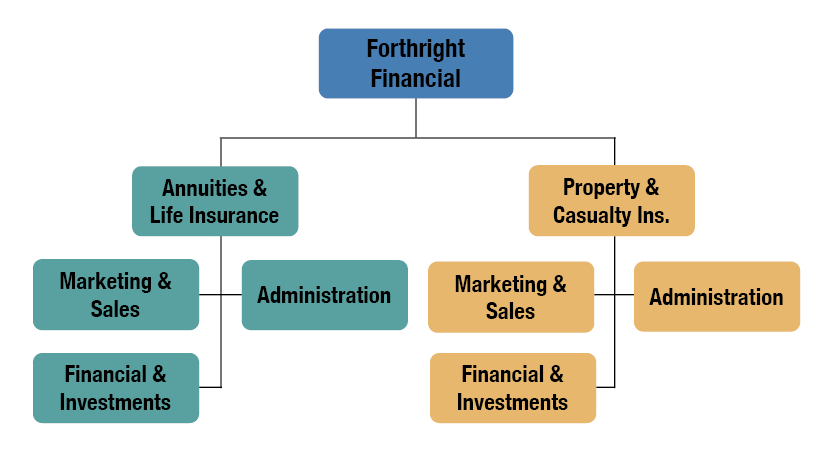 Forthright
Financial
Annuities &
Life Insurance
Property &
Casualty Ins.
Marketing &
Sales
Administration
Marketing &
Sales
Administration
Financial &
Investments
Financial &
Investments